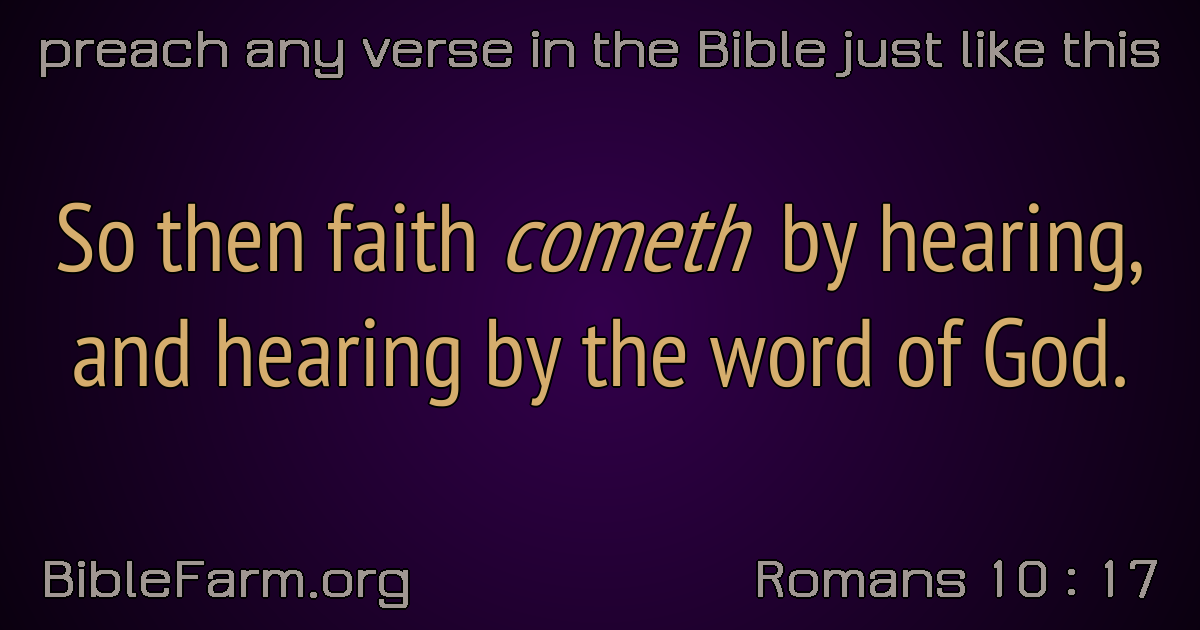 preach any verse in the Bible just like this
So then faith cometh by hearing,
and hearing by the word of God.
BibleFarm.org
Romans 10 : 17